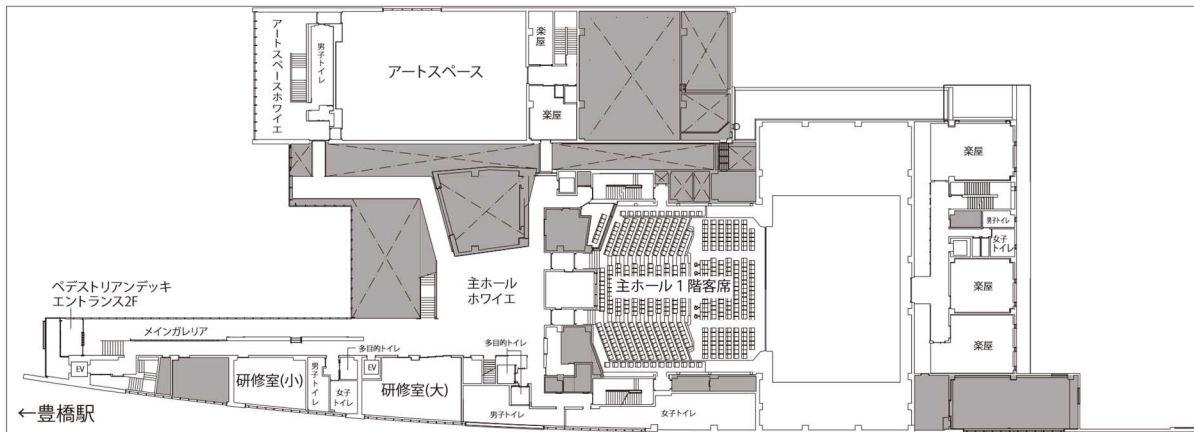 アートスペースホワイエ
男子トイレ
アートスペース
楽屋
楽屋
楽屋
男子トイレ
女子
トイレ
楽屋
楽屋
主ホール
ホワイエ
主ホール1階客席
ペデストリアンデッキ
エントランス2F
メインガレリア
多目的トイレ
多目的トイレ
EV
研修室(小)
男子トイレ
女子
トイレ
EV
研修室(大)
男子トイレ
女子トイレ
←豊橋駅